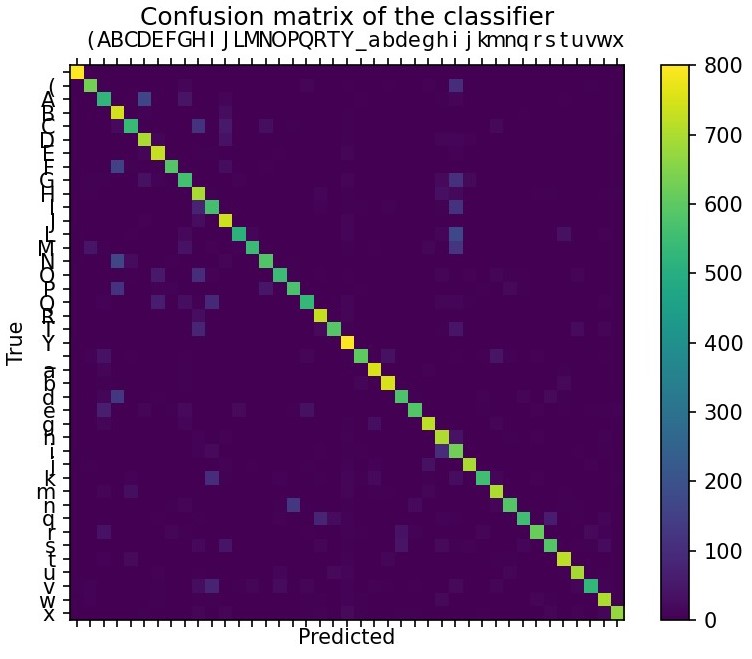 Confusion matrix of the classifier
(ABCDEFGHIJLMNOPQRTY_abdeghijkmnqrstuvwx
True
(
A
B
C
D
E
F
G
H
I
J
L
M
N
O
P
Q
R
T
Y
_
a
b
d
e
g
h
i
j
k
m
n
q
r
s
t
u
v
w
x
Predicted
800
700
600
500
400
300
200
100
0